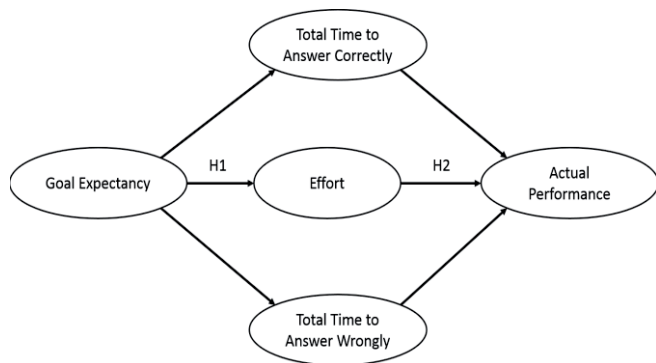 Total Time to
Answer Correctly
H1
H2
Goal Expectancy
Effort
Actual
Performance
Total Time to
Answer Wrongly